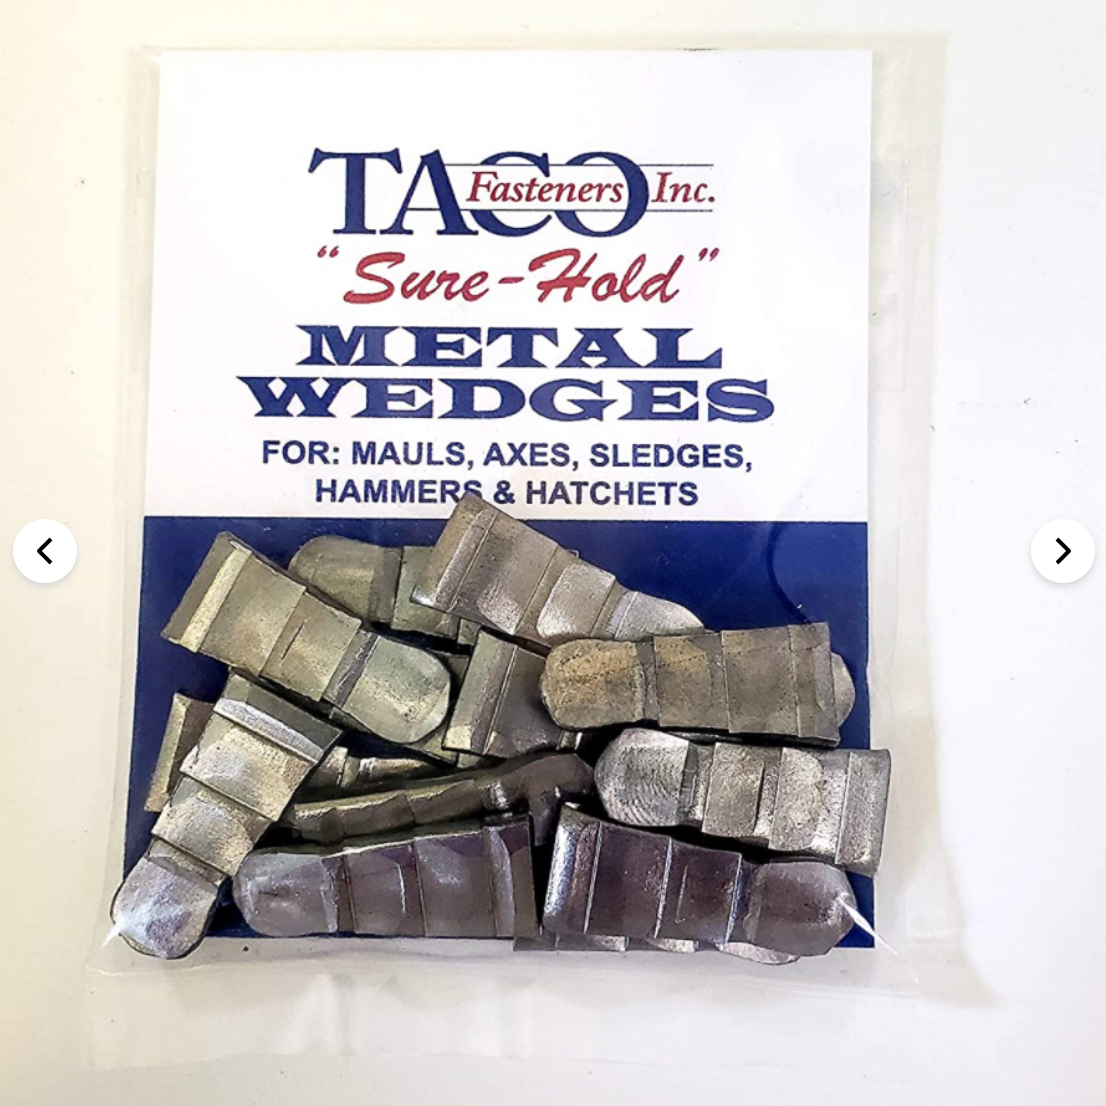 TACO Fasteners Inc.
"Sure-Hold"
METAL
WEDGES
FOR: MAULS, AXES, SLEDGES,
HAMMERS & HATCHETS